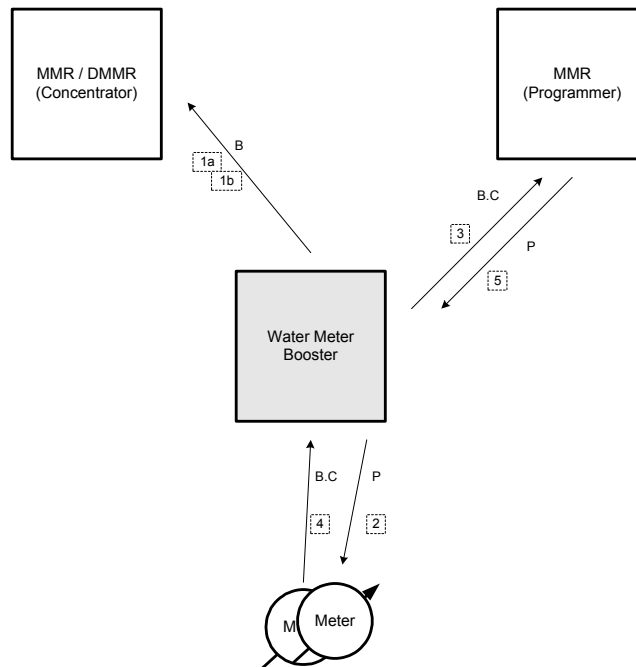 MMR / DMMR
(Concentrator)
MMR
(Programmer)
B
1a
1b
B.C
3
P
5
Water Meter
Booster
B.C
P
4
2
M
Meter